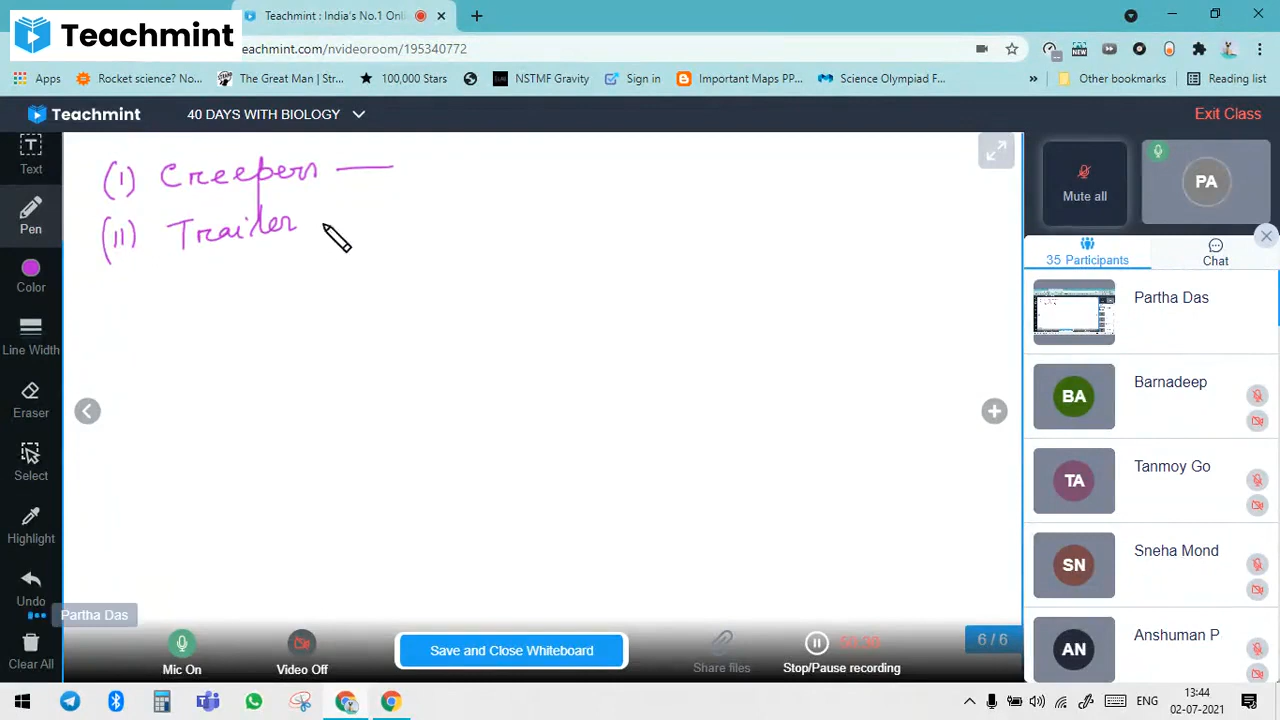 Teachmint : India's No.1 Onl
Teachmint
eachmint.com/nvideoroom/195340772
NEW
Apps
Rocket science? No...
The Great Man | Str...
100,000 Stars
NSTMF Gravity
Sign in
Important Maps PP...
Science Olympiad F...
»
Other bookmarks
Reading list
Teachmint
40 DAYS WITH BIOLOGY
Exit Class
Text
Pen
Color
Line Width
Eraser
Select
Highlight
Undo
Clear All
(I) Creepers —
(II) Trailer
Mute all
PA
35 Participants
Chat
Partha Das
BA
Barnadeep
TA
Tanmoy Go
SN
Sneha Mond
AN
Anshuman P
Partha Das
Mic On
Video Off
Save and Close Whiteboard
Share files
Stop/Pause recording
6 / 6
ENG
13:44
02-07-2021